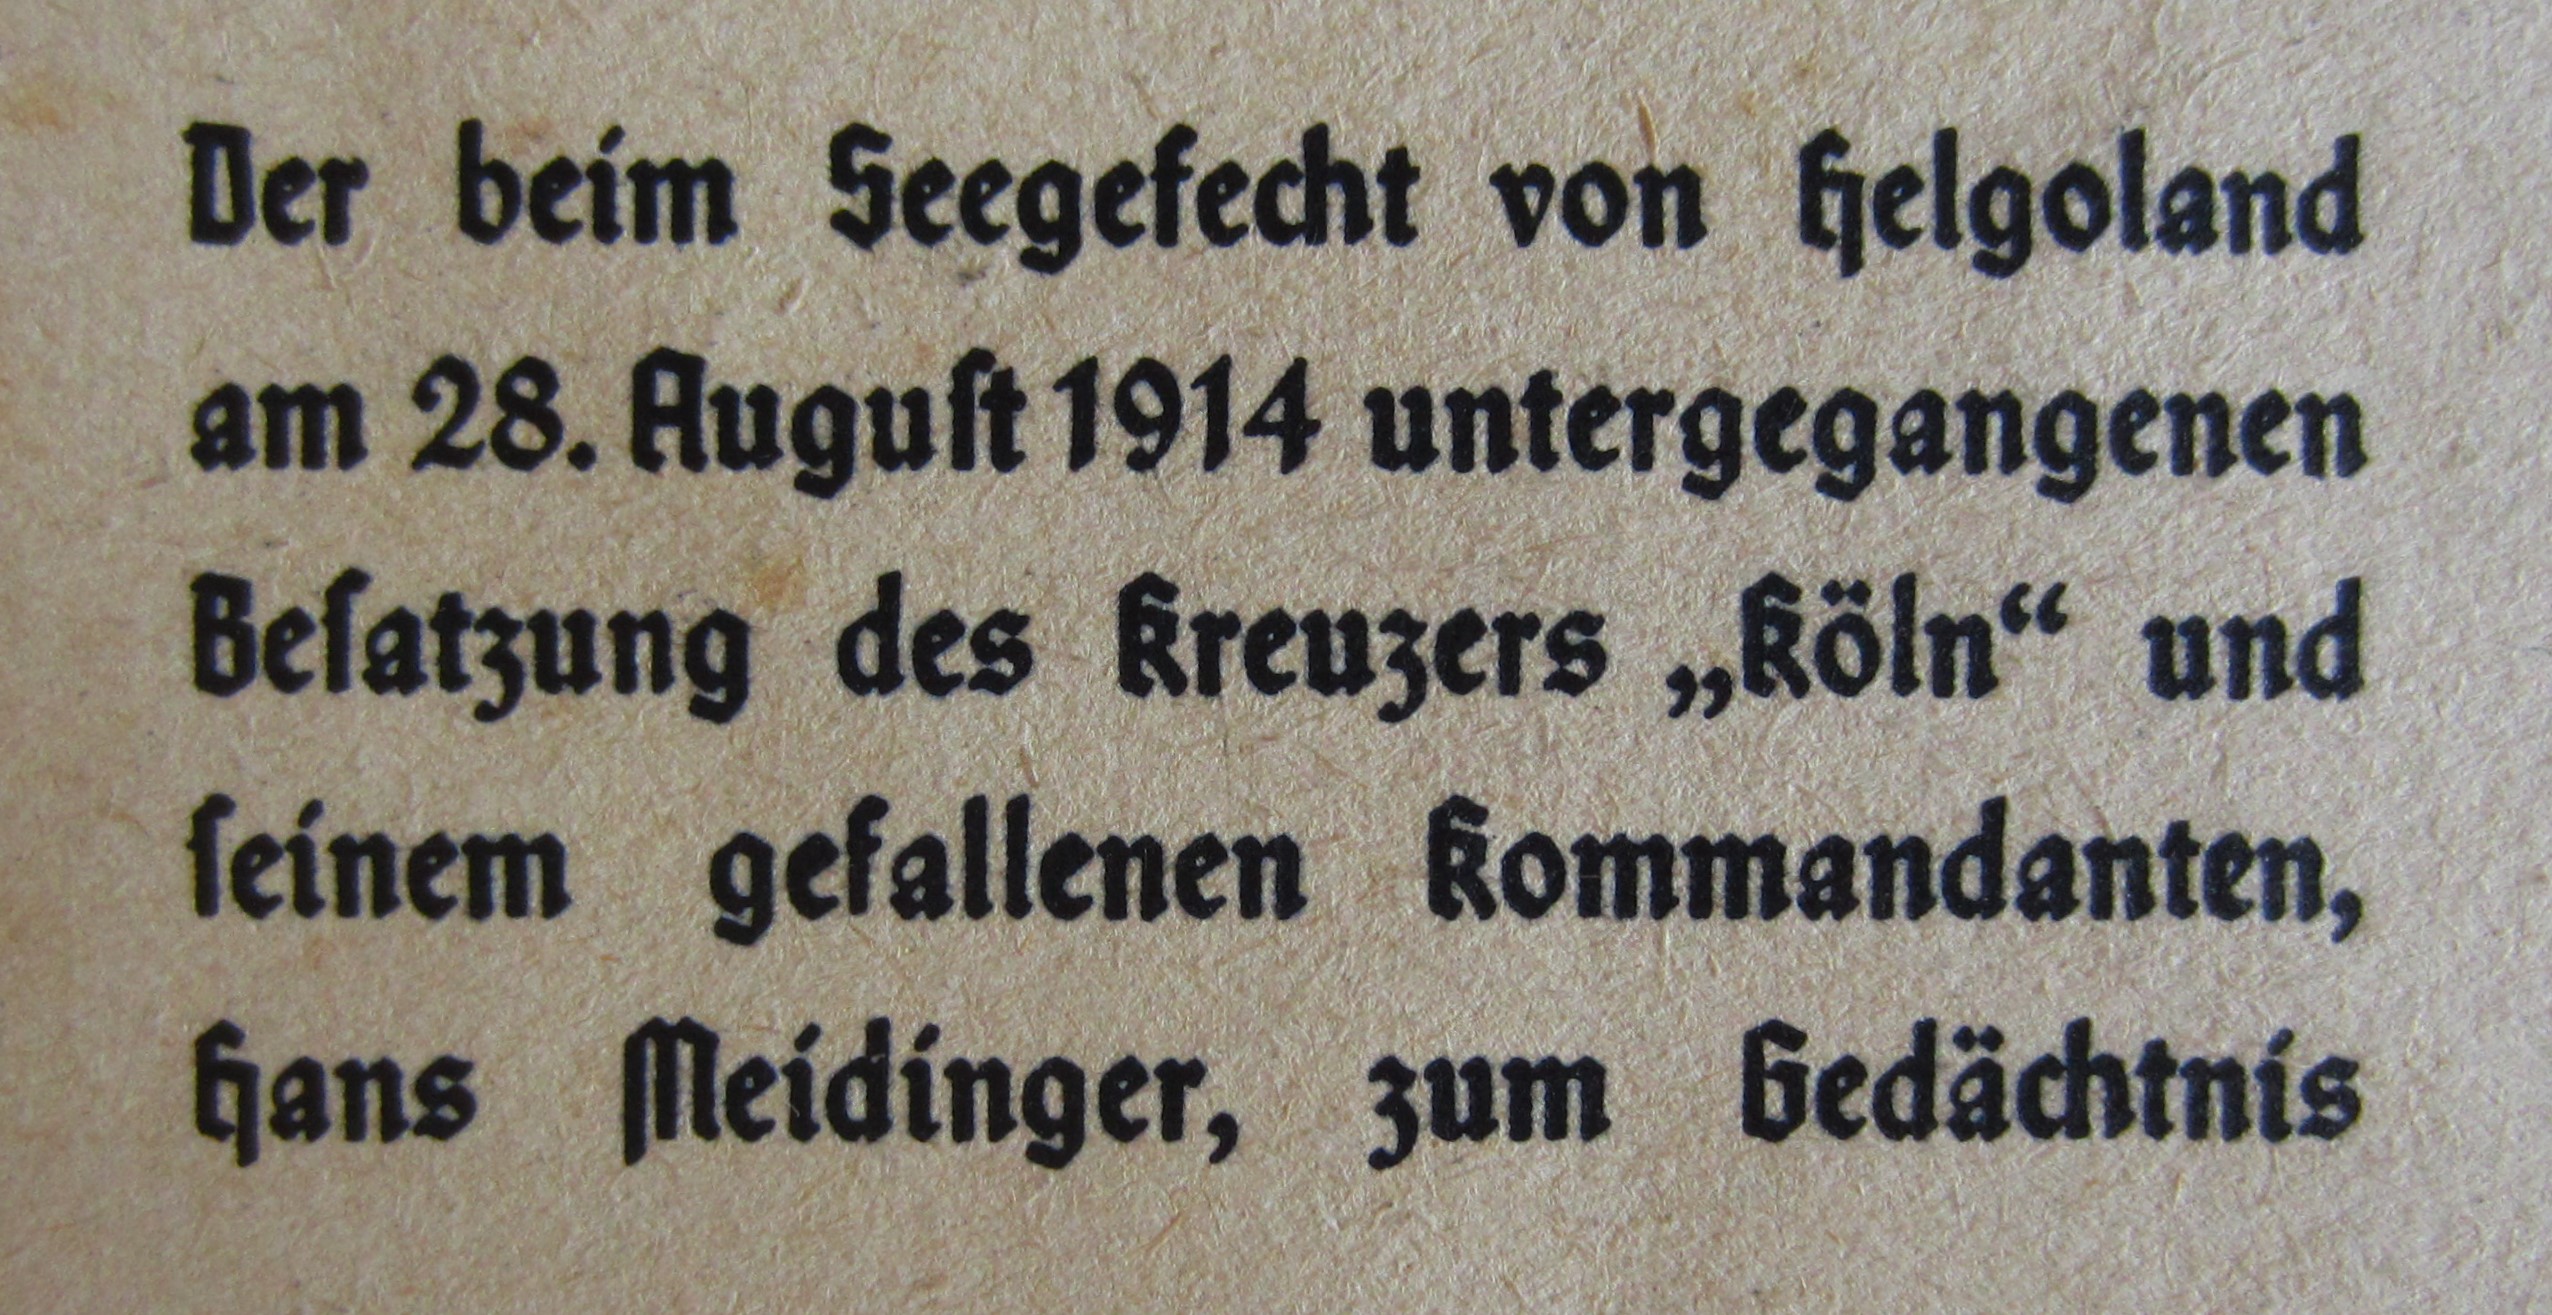 Der beim Seegefecht von Helgoland
am 28. Auguſt 1914 untergegangenen
Beſatzung des Kreuzers „Köln“ und
ſeinem gefallenen Kommandanten,
Hans Meidinger, zum Gedächtnis